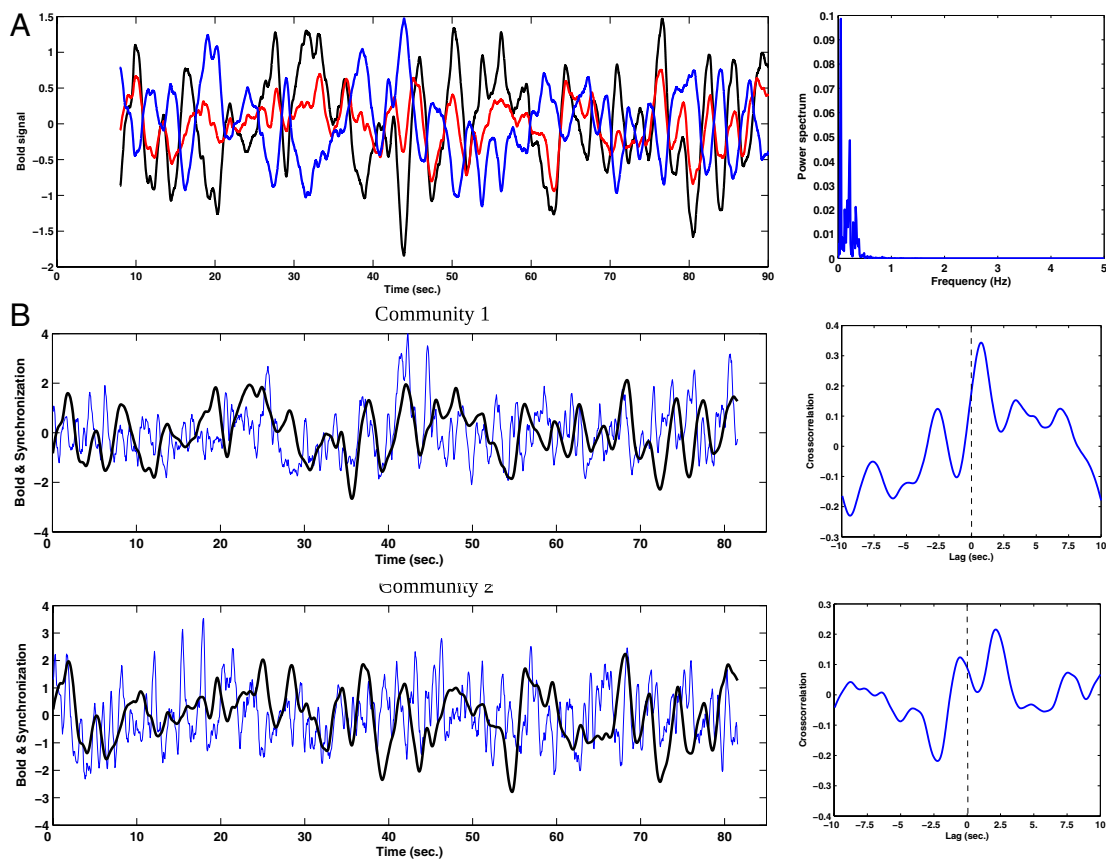 A
Bold signal
1.5
1
0.5
0
−0.5
−1
−1.5
−2
0 10 20 30 40 50 60 70 80 90
Time (sec.)
Power spectrum
0.1
0.09
0.08
0.07
0.06
0.05
0.04
0.03
0.02
0.01
0
0 1 2 3 4 5
Frequency (Hz)
B
Community 1
Bold & Synchronization
4
2
0
−2
−4
0 10 20 30 40 50 60 70 80
Time (sec.)
Crosscorrelation
0.4
0.3
0.2
0.1
0
−0.1
−0.2
−0.3
-10 -7.5 -5 -2.5 0 2.5 5 7.5 10
Lag (sec.)
Community 2
Bold & Synchronization
4
3
2
1
0
−1
−2
−3
−4
0 10 20 30 40 50 60 70 80
Time (sec.)
Crosscorrelation
0.3
0.2
0.1
0
−0.1
−0.2
−0.3
−0.4
−10 −7.5 −5 −2.5 0 2.5 5 7.5 10
Lag (sec.)